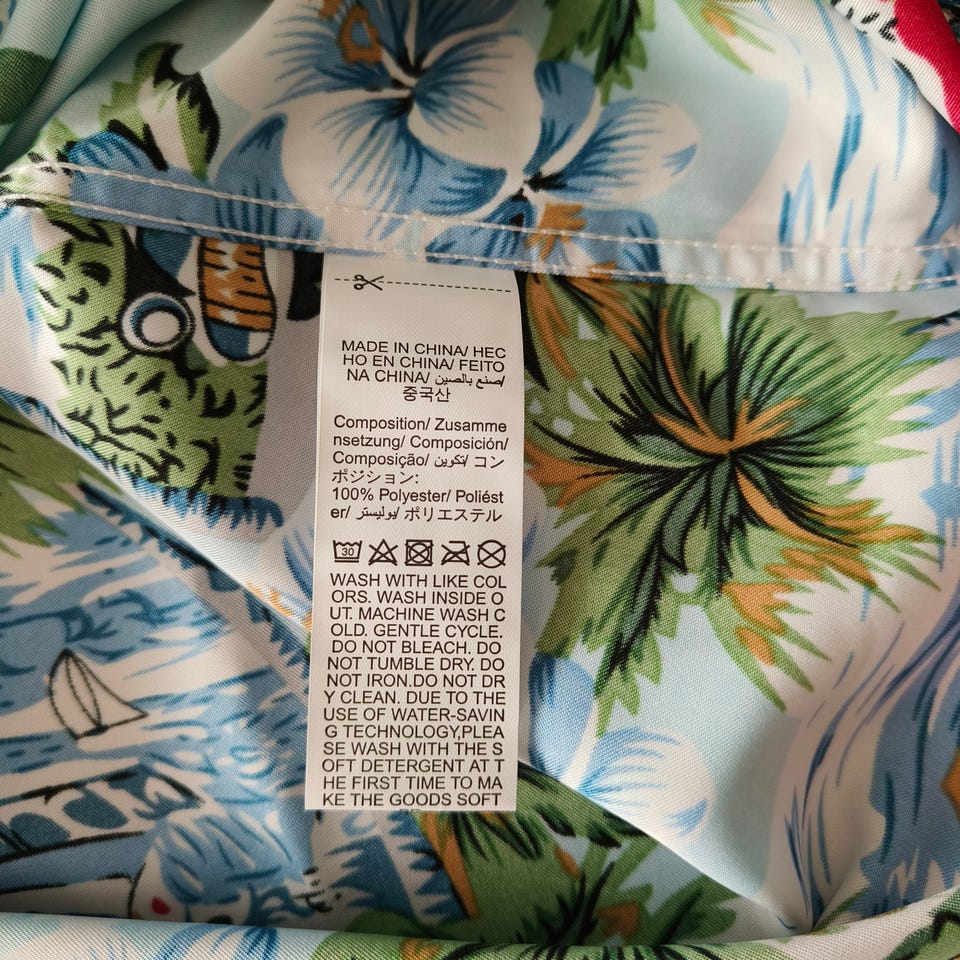 MADE IN CHINA/ HEC
HO EN CHINA/ FEITO
NA CHINA/ صنع بالصين/
중국산
Composition/ Zusamme
nsetzung/ Composición/
Composição/ تكوين/ コン
ポジション:
100% Polyester/ Poliést
er/ بوليستر/ ポリエステル
30
WASH WITH LIKE COL
ORS. WASH INSIDE O
UT. MACHINE WASH C
OLD. GENTLE CYCLE.
DO NOT BLEACH. DO
NOT TUMBLE DRY. DO
NOT IRON.DO NOT DR
Y CLEAN. DUE TO THE
USE OF WATER-SAVIN
G TECHNOLOGY,PLEA
SE WASH WITH THE S
OFT DETERGENT AT T
HE FIRST TIME TO MA
KE THE GOODS SOFT